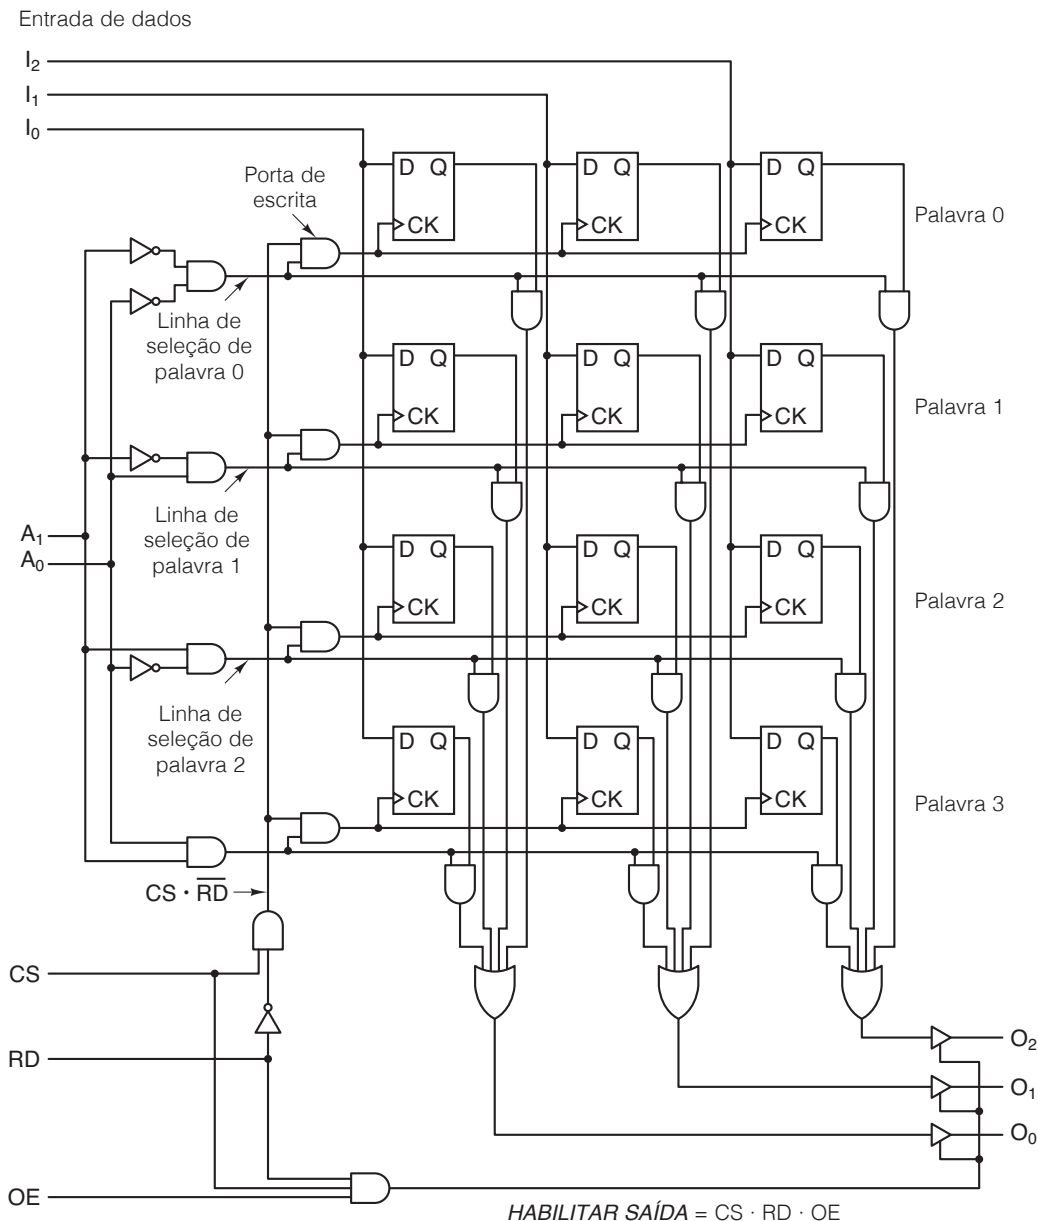 Entrada de dados
I₂
I₁
I₀
Porta de
escrita
D Q
CK
D Q
CK
D Q
CK
Palavra 0
Linha de
seleção de
palavra 0
D Q
CK
D Q
CK
D Q
CK
Palavra 1
Linha de
seleção de
palavra 1
A₁
A₀
D Q
CK
D Q
CK
D Q
CK
Palavra 2
Linha de
seleção de
palavra 2
D Q
CK
D Q
CK
D Q
CK
Palavra 3
CS · R̅D̅
CS
RD
O₂
O₁
O₀
OE
HABILITAR SAÍDA = CS · RD · OE